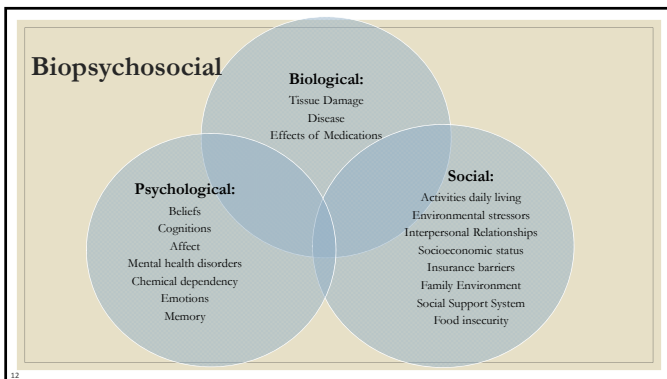 Biopsychosocial
Biological:
Tissue Damage
Disease
Effects of Medications
Psychological:
Beliefs
Cognitions
Affect
Mental health disorders
Chemical dependency
Emotions
Memory
Social:
Activities daily living
Environmental stressors
Interpersonal Relationships
Socioeconomic status
Insurance barriers
Family Environment
Social Support System
Food insecurity
12